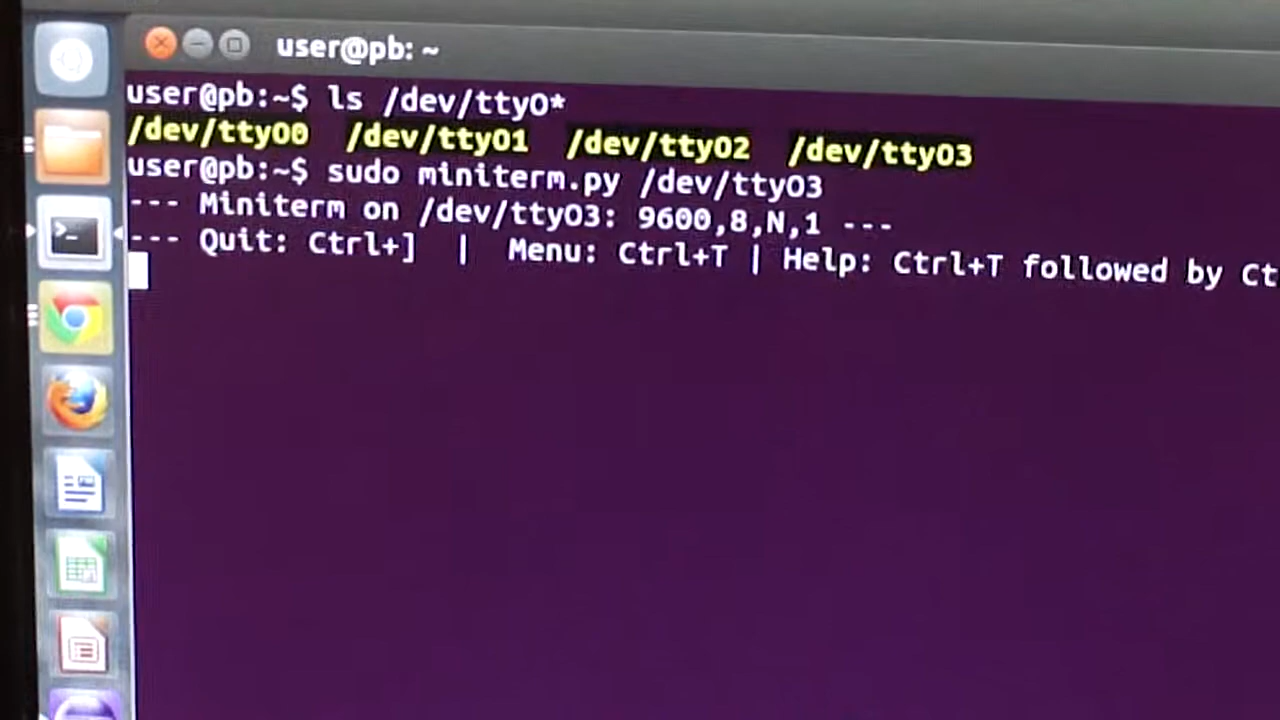 user@pb: ~
user@pb:~$ ls /dev/ttyO*
/dev/ttyO0 /dev/ttyO1 /dev/ttyO2 /dev/ttyO3
user@pb:~$ sudo miniterm.py /dev/ttyO3
--- Miniterm on /dev/ttyO3: 9600,8,N,1 ---
--- Quit: Ctrl+] | Menu: Ctrl+T | Help: Ctrl+T followed by Ct